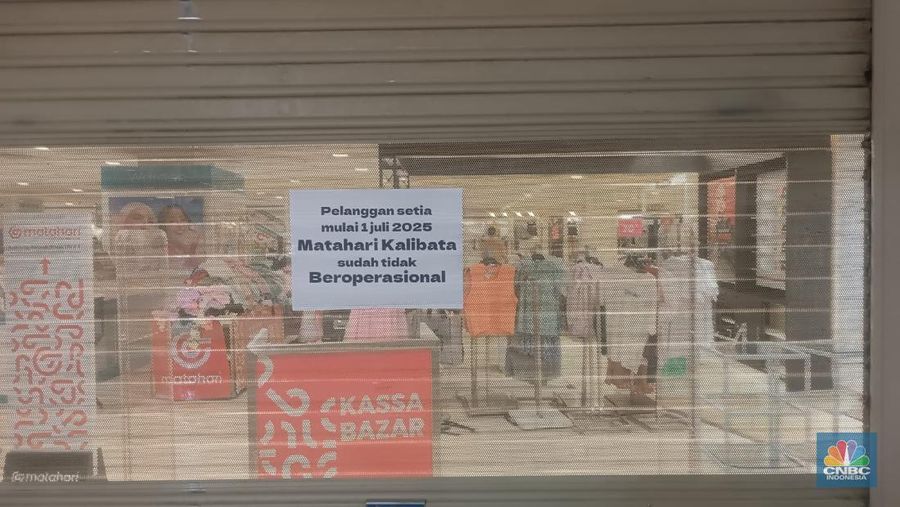 Pelanggan setia
mulai 1 juli 2025
Matahari Kalibata
sudah tidak
Beroperasional
matahari
matahari
KASSA
BAZAR
matahari
CNBC
INDONESIA